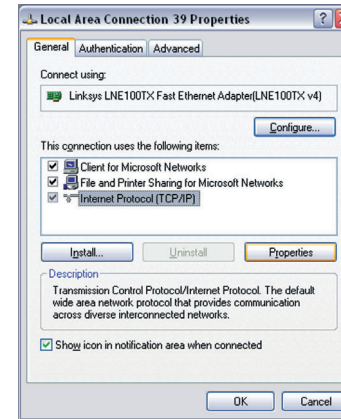 Local Area Connection 39 Properties
General Authentication Advanced
Connect using:
Linksys LNE100TX Fast Ethernet Adapter(LNE100TX v4)
Configure...
This connection uses the following items:
Client for Microsoft Networks
File and Printer Sharing for Microsoft Networks
Internet Protocol (TCP/IP)
Install... Uninstall Properties
Description
Transmission Control Protocol/Internet Protocol. The default
wide area network protocol that provides communication
across diverse interconnected networks.
Show icon in notification area when connected
OK Cancel